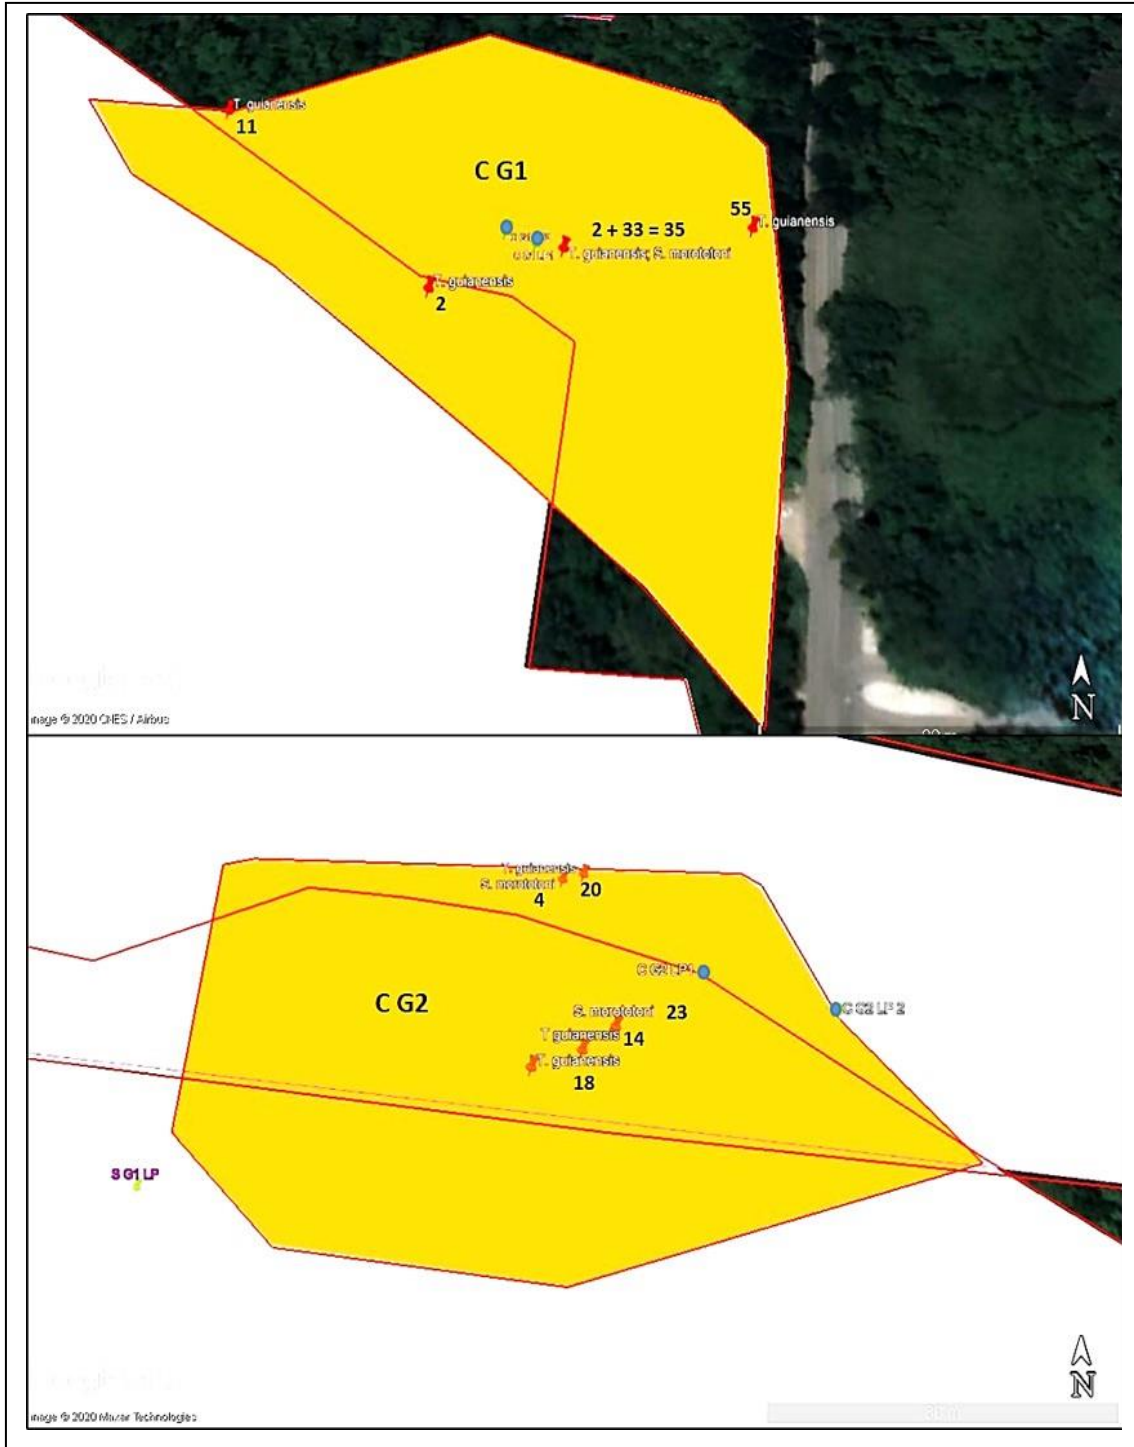 T. guianensis
11
C G1
55
T. guianensis
2 + 33 = 35
T. guianensis; S. morototoni
T. guianensis
2
N
mage © 2020 CNES / Airbus
T. guianensis
S. morototoni
20
4
C G2 LP1
C G2
C G2 LP 2
S. morototoni
23
T guianensis
14
T. guianensis
18
S G1 LP
N
mage © 2020 Maxar Technologies